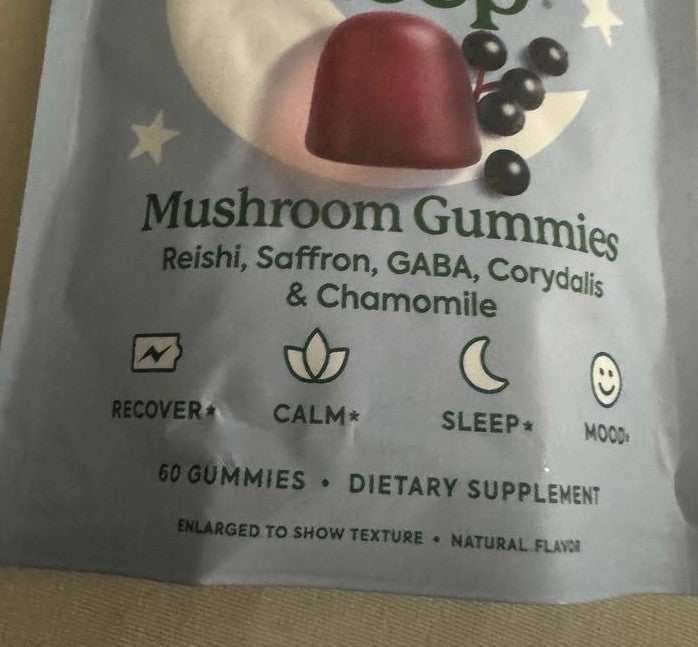 Mushroom Gummies
Reishi, Saffron, GABA, Corydalis
& Chamomile
RECOVER* CALM* SLEEP* MOOD*
60 GUMMIES • DIETARY SUPPLEMENT
ENLARGED TO SHOW TEXTURE • NATURAL FLAVOR